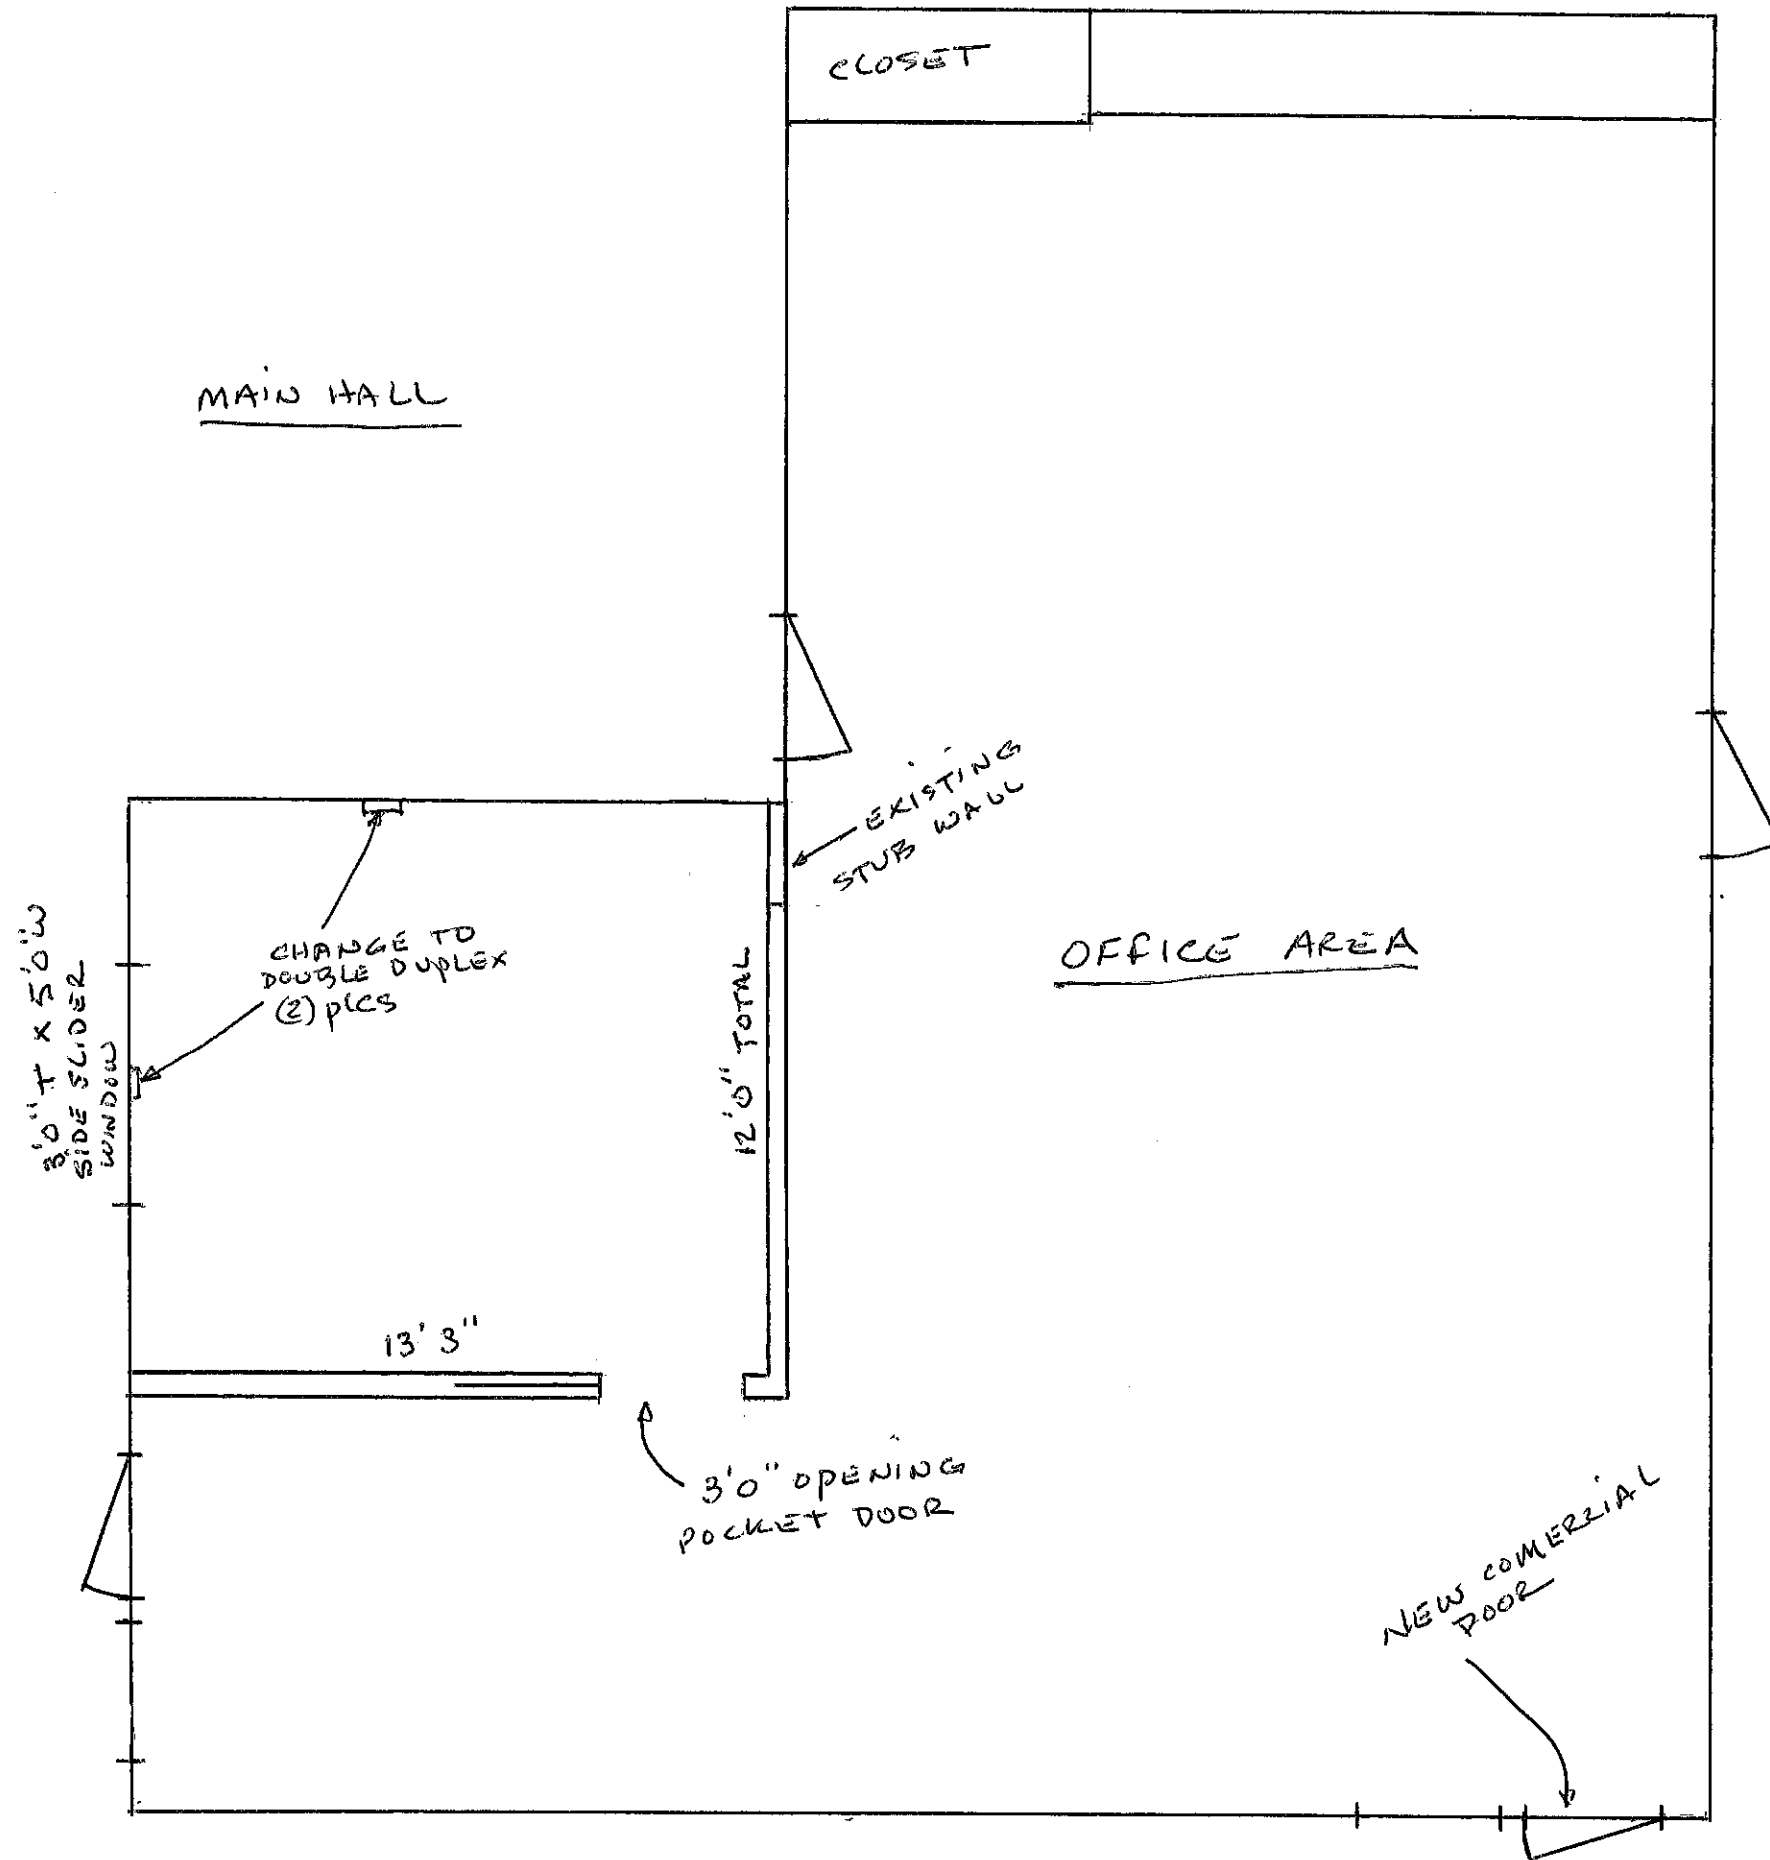 CLOSET
MAIN HALL
EXISTING
STUB WALL
CHANGE TO
DOUBLE DUPLEX
(2) plcs
3'0"T x 5'0"W
SIDE SLIDER
WINDOW
12'0" TOTAL
OFFICE AREA
13'3"
3'0" OPENING
POCKET DOOR
NEW COMERZIAL
DOOR